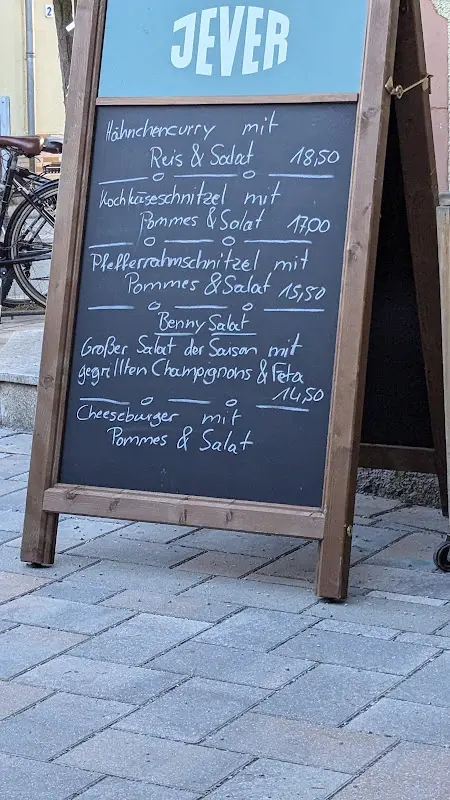 2
JEVER
Hähnchencurry mit
Reis & Salat 18,50
Kochkäseschnitzel mit
Pommes & Salat 17,00
Pfefferrahmschnitzel mit
Pommes & Salat 15,50
Benny Salat
Großer Salat der Saison mit
gegrillten Champignons & Feta
14,50
Cheeseburger mit
Pommes & Salat